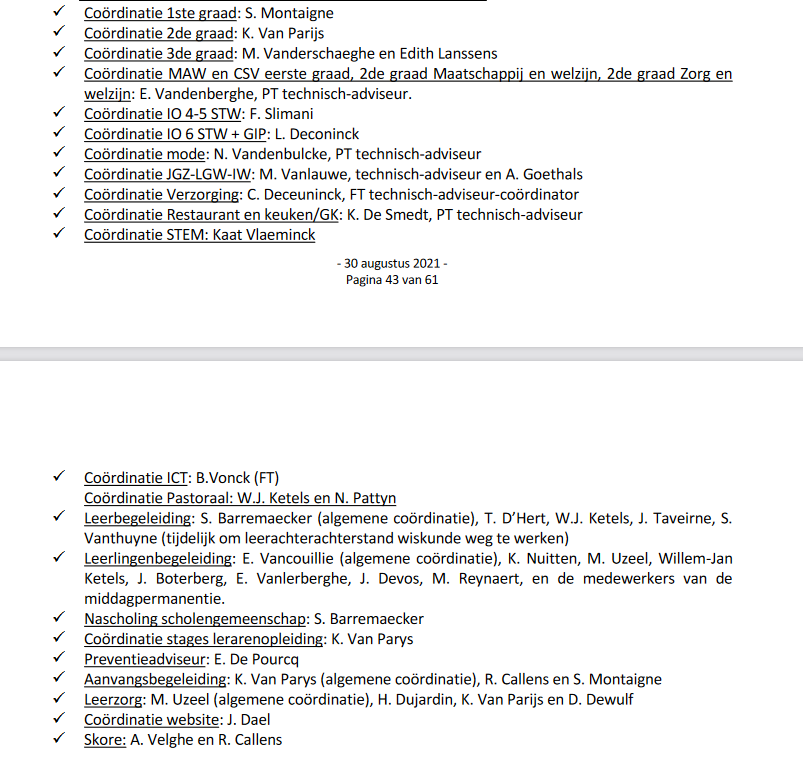 ✓ Coördinatie 1ste graad: S. Montaigne
✓ Coördinatie 2de graad: K. Van Parijs
✓ Coördinatie 3de graad: M. Vanderschaeghe en Edith Lanssens
✓ Coördinatie MAW en CSV eerste graad, 2de graad Maatschappij en welzijn, 2de graad Zorg en
welzijn: E. Vandenberghe, PT technisch-adviseur.
✓ Coördinatie IO 4-5 STW: F. Slimani
✓ Coördinatie IO 6 STW + GIP: L. Deconinck
✓ Coördinatie mode: N. Vandenbulcke, PT technisch-adviseur
✓ Coördinatie JGZ-LGW-IW: M. Vanlauwe, technisch-adviseur en A. Goethals
✓ Coördinatie Verzorging: C. Deceuninck, FT technisch-adviseur-coördinator
✓ Coördinatie Restaurant en keuken/GK: K. De Smedt, PT technisch-adviseur
✓ Coördinatie STEM: Kaat Vlaeminck
- 30 augustus 2021 -
Pagina 43 van 61
✓ Coördinatie ICT: B.Vonck (FT)
Coördinatie Pastoraal: W.J. Ketels en N. Pattyn
✓ Leerbegeleiding: S. Barremaecker (algemene coördinatie), T. D’Hert, W.J. Ketels, J. Taveirne, S.
Vanthuyne (tijdelijk om leerachterachterstand wiskunde weg te werken)
✓ Leerlingenbegeleiding: E. Vancouillie (algemene coördinatie), K. Nuitten, M. Uzeel, Willem-Jan
Ketels, J. Boterberg, E. Vanlerberghe, J. Devos, M. Reynaert, en de medewerkers van de
middagpermanentie.
✓ Nascholing scholengemeenschap: S. Barremaecker
✓ Coördinatie stages lerarenopleiding: K. Van Parys
✓ Preventieadviseur: E. De Pourcq
✓ Aanvangsbegeleiding: K. Van Parys (algemene coördinatie), R. Callens en S. Montaigne
✓ Leerzorg: M. Uzeel (algemene coördinatie), H. Dujardin, K. Van Parijs en D. Dewulf
✓ Coördinatie website: J. Dael
✓ Skore: A. Velghe en R. Callens